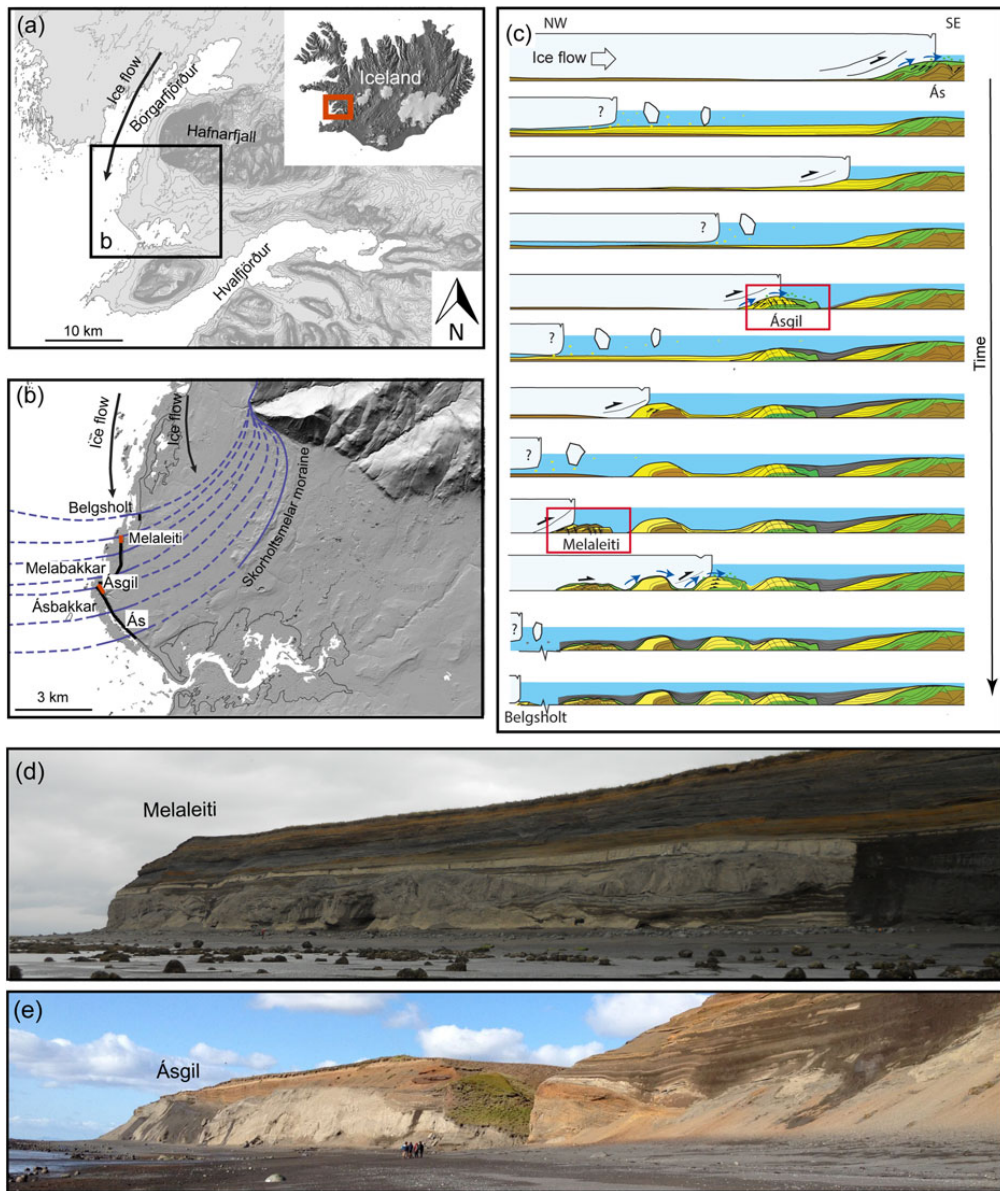 (a)
Ice flow
Borgarfjörður
Hafnarfjall
Iceland
b
Hvalfjörður
10 km
N
(b)
Ice flow
Ice flow
Belgsholt
Melaleiti
Melabakkar
Ásgil
Ásbakkar
Ás
Skorholtsmelar moraine
3 km
(c)
NW
SE
Ice flow
Ás
?
?
Ásgil
?
?
Melaleiti
?
Belgsholt
Time
(d)
Melaleiti
(e)
Ásgil